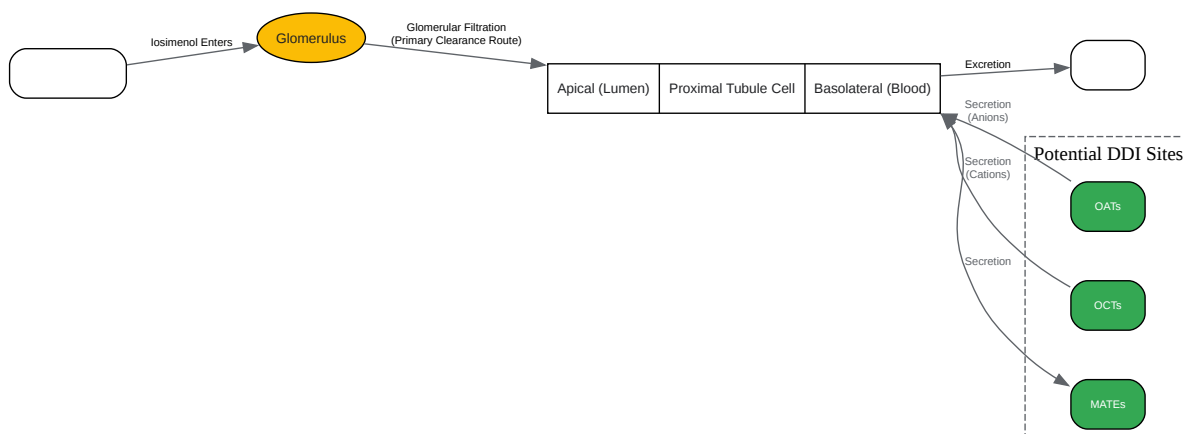 Iosimenol Enters
Glomerulus
Glomerular Filtration
(Primary Clearance Route)
Apical (Lumen)
Proximal Tubule Cell
Basolateral (Blood)
Excretion
Secretion
(Anions)
Potential DDI Sites
Secretion
(Cations)
OATs
Secretion
OCTs
MATEs